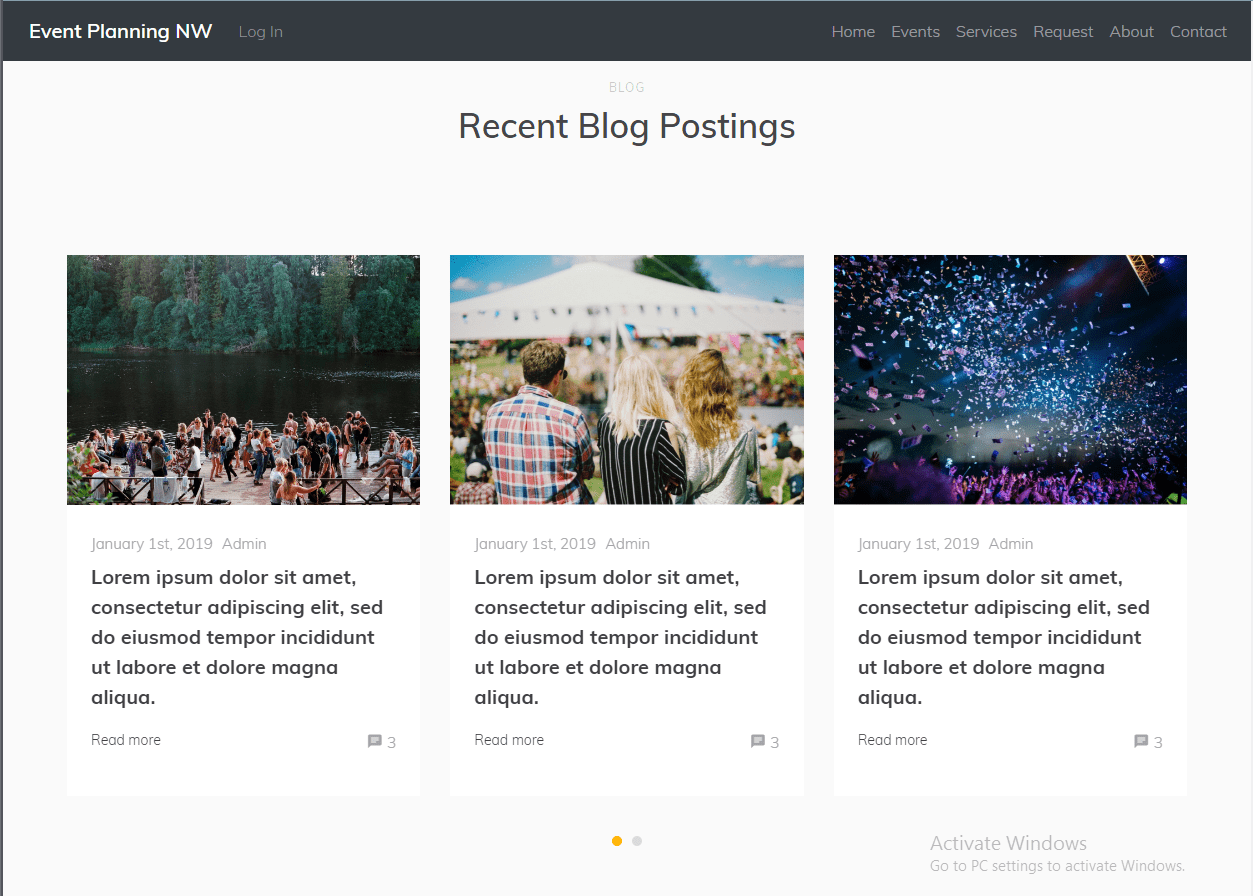 Event Planning NW Log In Home Events Services Request About Contact
BLOG
Recent Blog Postings
January 1st, 2019 Admin
Lorem ipsum dolor sit amet,
consectetur adipiscing elit, sed
do eiusmod tempor incididunt
ut labore et dolore magna
aliqua.
Read more 3
January 1st, 2019 Admin
Lorem ipsum dolor sit amet,
consectetur adipiscing elit, sed
do eiusmod tempor incididunt
ut labore et dolore magna
aliqua.
Read more 3
January 1st, 2019 Admin
Lorem ipsum dolor sit amet,
consectetur adipiscing elit, sed
do eiusmod tempor incididunt
ut labore et dolore magna
aliqua.
Read more 3
Activate Windows
Go to PC settings to activate Windows.